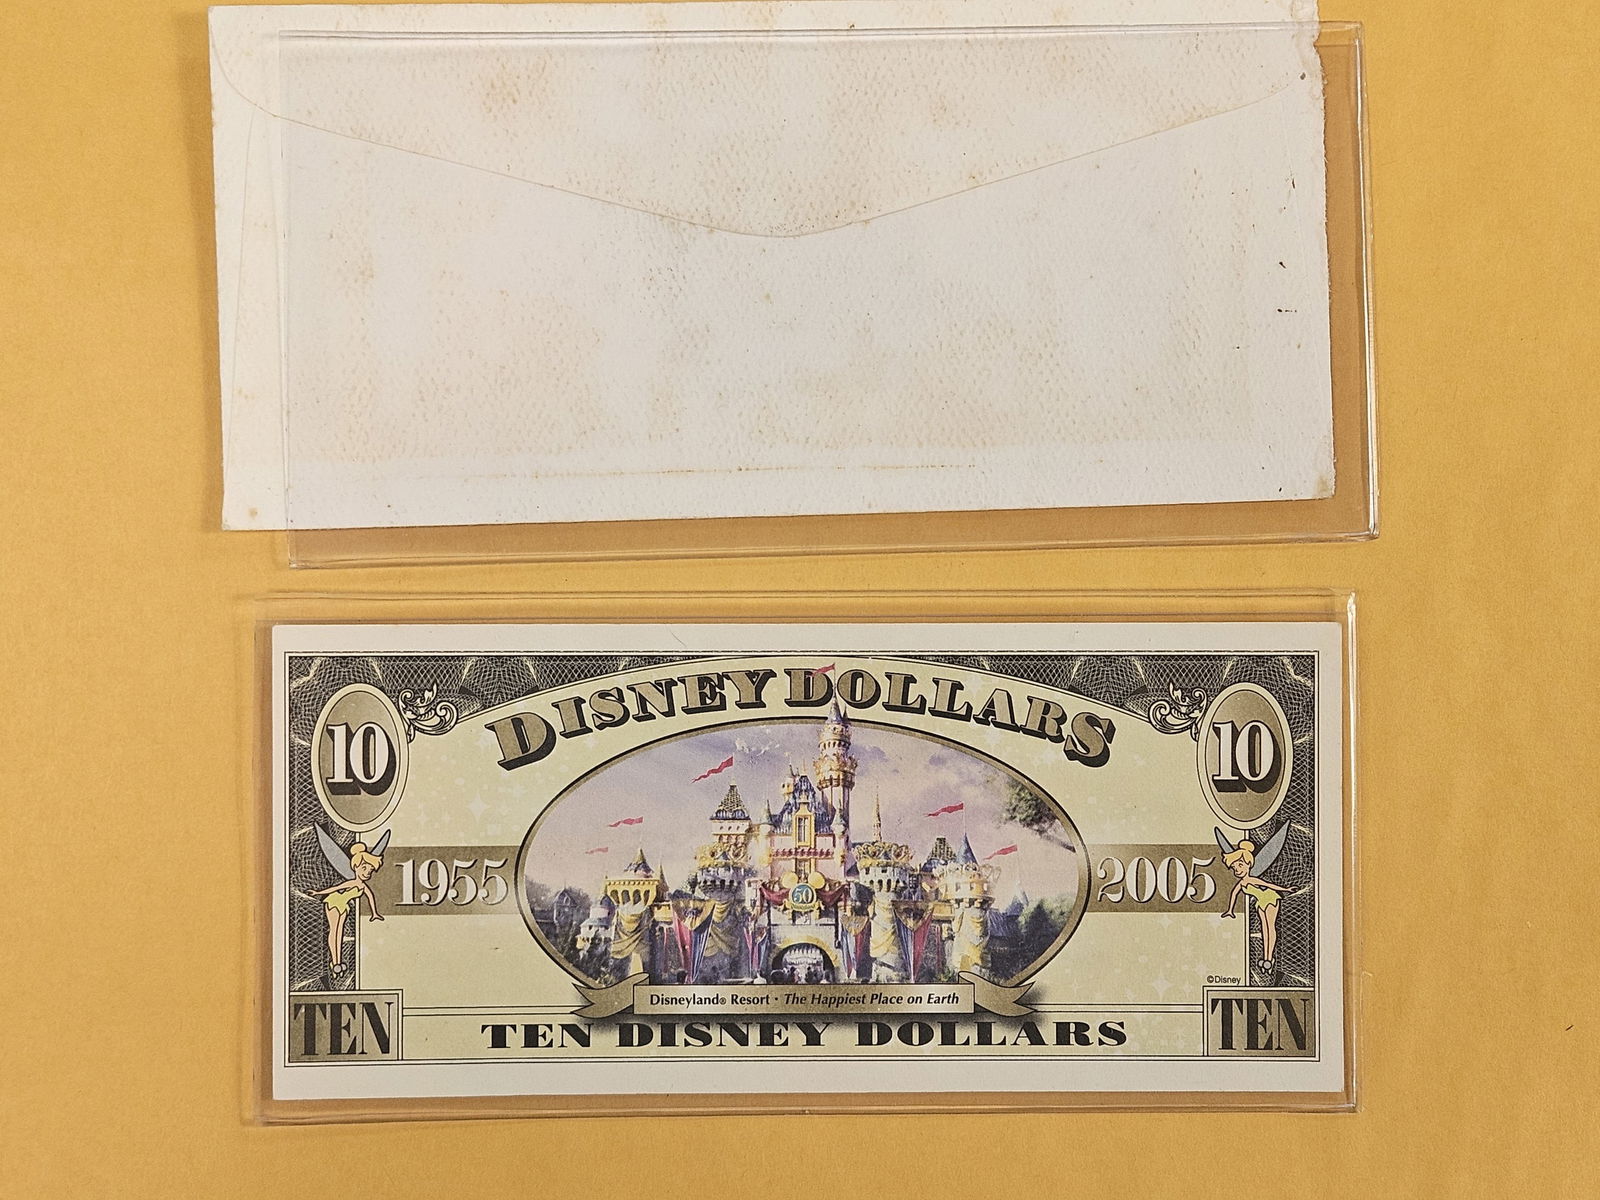 DISNEY DOLLARS
10
10
1955
50
2005
©Disney
Disneyland® Resort • The Happiest Place on Earth
TEN
TEN DISNEY DOLLARS
TEN